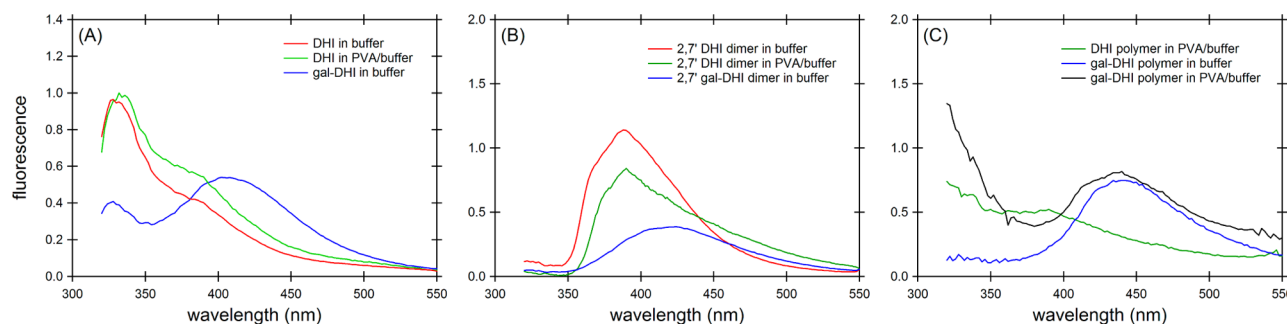 (A)
DHI in buffer
DHI in PVA/buffer
gal-DHI in buffer
fluorescence
1.4
1.2
1.0
0.8
0.6
0.4
0.2
0.0
300 350 400 450 500 550
wavelength (nm)
(B)
2,7' DHI dimer in buffer
2,7' DHI dimer in PVA/buffer
2,7' gal-DHI dimer in buffer
2.0
1.5
1.0
0.5
0.0
300 350 400 450 500 550
wavelength (nm)
(C)
DHI polymer in PVA/buffer
gal-DHI polymer in buffer
gal-DHI polymer in PVA/buffer
2.0
1.5
1.0
0.5
0.0
300 350 400 450 500 550
wavelength (nm)